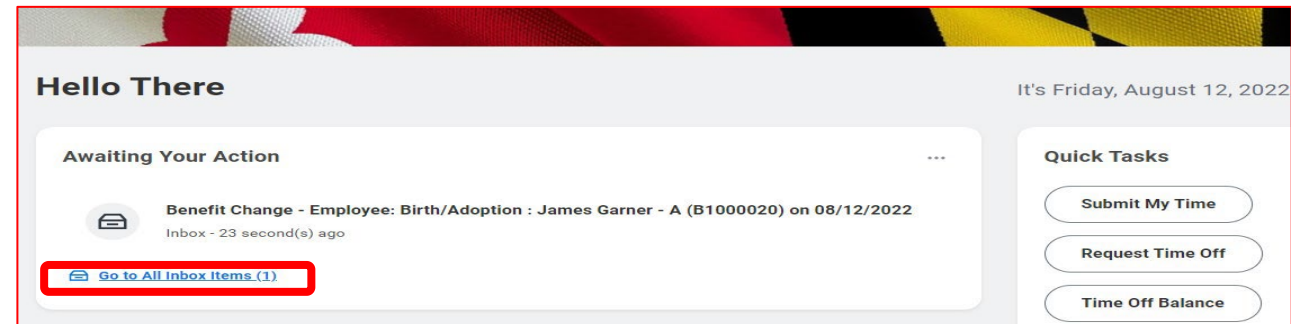 Hello There
It's Friday, August 12, 2022
Awaiting Your Action
...
Benefit Change - Employee: Birth/Adoption : James Garner - A (B1000020) on 08/12/2022
Inbox - 23 second(s) ago
Go to All Inbox Items (1)
Quick Tasks
Submit My Time
Request Time Off
Time Off Balance